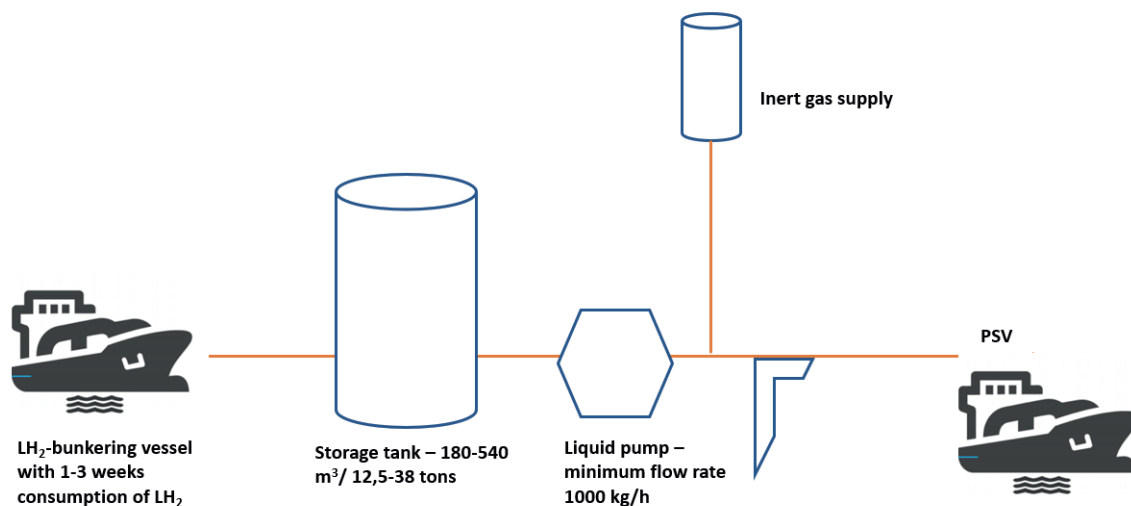 Inert gas supply
PSV
LH₂-bunkering vessel
with 1-3 weeks
consumption of LH₂
Storage tank – 180-540
m³/ 12,5-38 tons
Liquid pump –
minimum flow rate
1000 kg/h